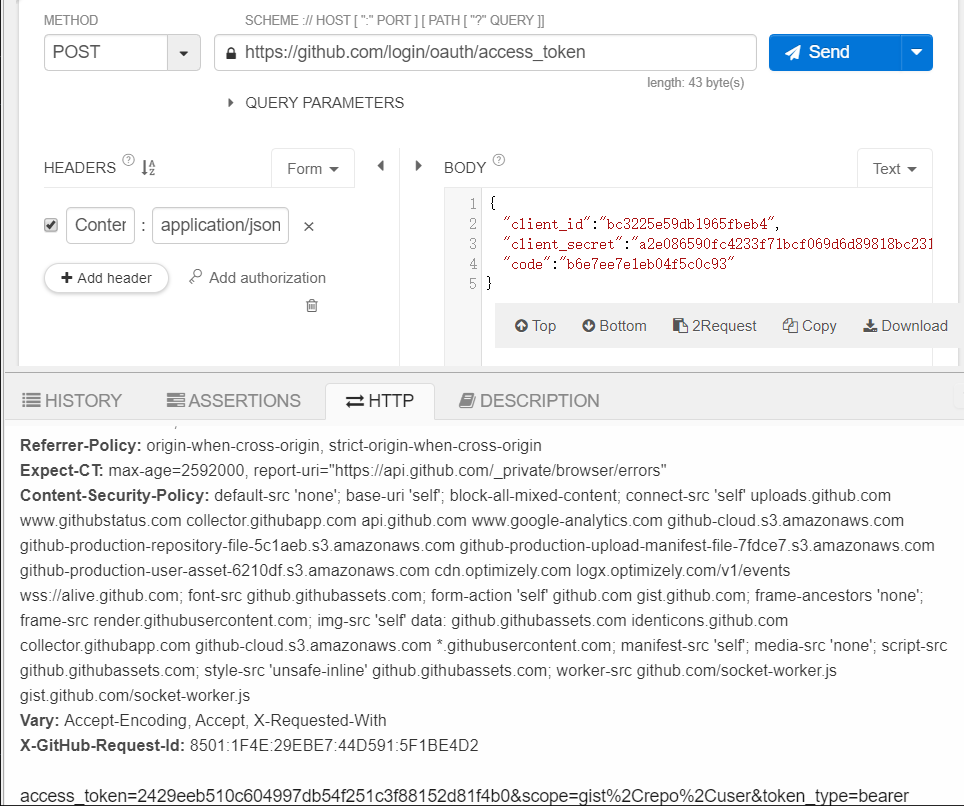 METHOD
SCHEME :// HOST [ ":" PORT ] [ PATH [ "?" QUERY ]]
POST
https://github.com/login/oauth/access_token
Send
length: 43 byte(s)
QUERY PARAMETERS
HEADERS ?
Form
BODY ?
Text
Conter : application/json ×
+ Add header
Add authorization
1 {
2 "client_id":"bc3225e59db1965fbeb4",
3 "client_secret":"a2e086590fc4233f71bcf069d6d89818bc231
4 "code":"b6e7ee7e1eb04f5c0c93"
5 }
Top Bottom 2Request Copy Download
HISTORY ASSERTIONS HTTP DESCRIPTION
Referrer-Policy: origin-when-cross-origin, strict-origin-when-cross-origin
Expect-CT: max-age=2592000, report-uri="https://api.github.com/_private/browser/errors"
Content-Security-Policy: default-src 'none'; base-uri 'self'; block-all-mixed-content; connect-src 'self' uploads.github.com
www.githubstatus.com collector.githubapp.com api.github.com www.google-analytics.com github-cloud.s3.amazonaws.com
github-production-repository-file-5c1aeb.s3.amazonaws.com github-production-upload-manifest-file-7fdce7.s3.amazonaws.com
github-production-user-asset-6210df.s3.amazonaws.com cdn.optimizely.com logx.optimizely.com/v1/events
wss://alive.github.com; font-src github.githubassets.com; form-action 'self' github.com gist.github.com; frame-ancestors 'none';
frame-src render.githubusercontent.com; img-src 'self' data: github.githubassets.com identicons.github.com
collector.githubapp.com github-cloud.s3.amazonaws.com *.githubusercontent.com; manifest-src 'self'; media-src 'none'; script-src
github.githubassets.com; style-src 'unsafe-inline' github.githubassets.com; worker-src github.com/socket-worker.js
gist.github.com/socket-worker.js
Vary: Accept-Encoding, Accept, X-Requested-With
X-GitHub-Request-Id: 8501:1F4E:29EBE7:44D591:5F1BE4D2
access_token=2429eeb510c604997db54f251c3f88152d81f4b0&scope=gist%2Crepo%2Cuser&token_type=bearer